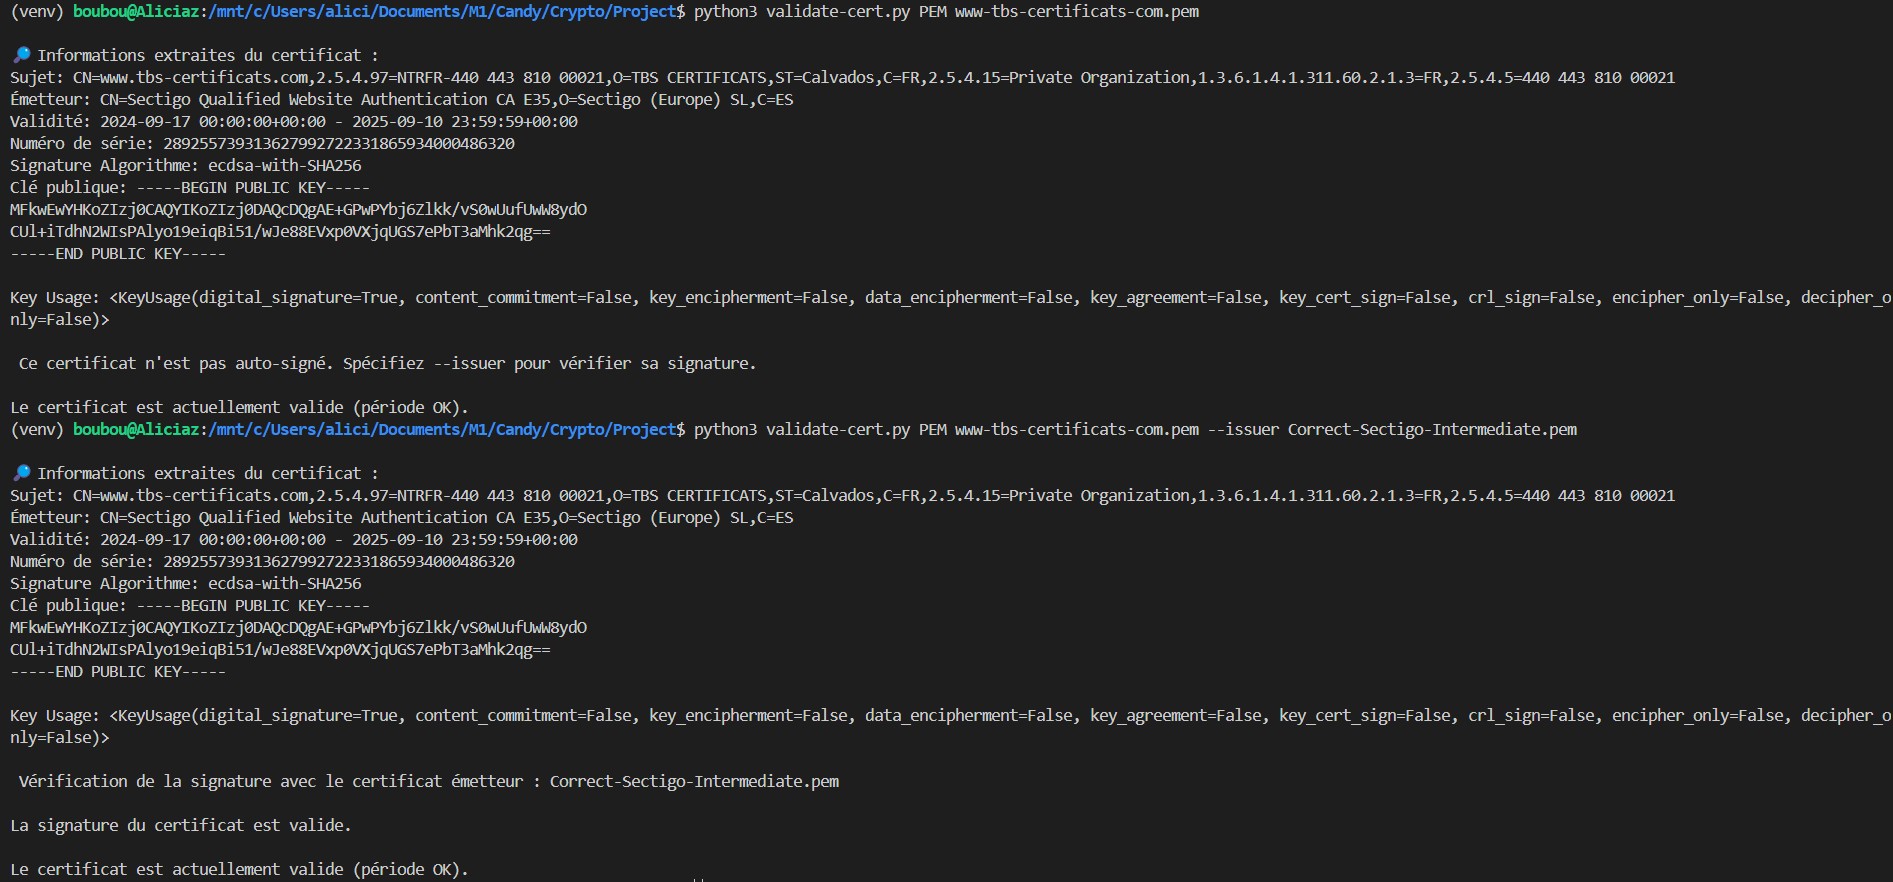 (venv) boubou@Aliciaz:/mnt/c/Users/alici/Documents/M1/Candy/Crypto/Project$ python3 validate-cert.py PEM www-tbs-certificats-com.pem
🔎 Informations extraites du certificat :
Sujet: CN=www.tbs-certificats.com,2.5.4.97=NTRFR-440 443 810 00021,O=TBS CERTIFICATS,ST=Calvados,C=FR,2.5.4.15=Private Organization,1.3.6.1.4.1.311.60.2.1.3=FR,2.5.4.5=440 443 810 00021
Émetteur: CN=Sectigo Qualified Website Authentication CA E35,O=Sectigo (Europe) SL,C=ES
Validité: 2024-09-17 00:00:00+00:00 - 2025-09-10 23:59:59+00:00
Numéro de série: 289255739313627992722331865934000486320
Signature Algorithme: ecdsa-with-SHA256
Clé publique: -----BEGIN PUBLIC KEY-----
MFkwEwYHKoZIzj0CAQYIKoZIzj0DAQcDQgAE+GPwPYbj6Zlkk/vS0wUufUwW8ydO
CUl+iTdhN2WIsPAlyo19eiqBi51/wJe88EVxp0VXjqUGS7ePbT3aMhk2qg==
-----END PUBLIC KEY-----
Key Usage: <KeyUsage(digital_signature=True, content_commitment=False, key_encipherment=False, data_encipherment=False, key_agreement=False, key_cert_sign=False, crl_sign=False, encipher_only=False, decipher_o
nly=False)>
Ce certificat n'est pas auto-signé. Spécifiez --issuer pour vérifier sa signature.
Le certificat est actuellement valide (période OK).
(venv) boubou@Aliciaz:/mnt/c/Users/alici/Documents/M1/Candy/Crypto/Project$ python3 validate-cert.py PEM www-tbs-certificats-com.pem --issuer Correct-Sectigo-Intermediate.pem
🔎 Informations extraites du certificat :
Sujet: CN=www.tbs-certificats.com,2.5.4.97=NTRFR-440 443 810 00021,O=TBS CERTIFICATS,ST=Calvados,C=FR,2.5.4.15=Private Organization,1.3.6.1.4.1.311.60.2.1.3=FR,2.5.4.5=440 443 810 00021
Émetteur: CN=Sectigo Qualified Website Authentication CA E35,O=Sectigo (Europe) SL,C=ES
Validité: 2024-09-17 00:00:00+00:00 - 2025-09-10 23:59:59+00:00
Numéro de série: 289255739313627992722331865934000486320
Signature Algorithme: ecdsa-with-SHA256
Clé publique: -----BEGIN PUBLIC KEY-----
MFkwEwYHKoZIzj0CAQYIKoZIzj0DAQcDQgAE+GPwPYbj6Zlkk/vS0wUufUwW8ydO
CUl+iTdhN2WIsPAlyo19eiqBi51/wJe88EVxp0VXjqUGS7ePbT3aMhk2qg==
-----END PUBLIC KEY-----
Key Usage: <KeyUsage(digital_signature=True, content_commitment=False, key_encipherment=False, data_encipherment=False, key_agreement=False, key_cert_sign=False, crl_sign=False, encipher_only=False, decipher_o
nly=False)>
Vérification de la signature avec le certificat émetteur : Correct-Sectigo-Intermediate.pem
La signature du certificat est valide.
Le certificat est actuellement valide (période OK).